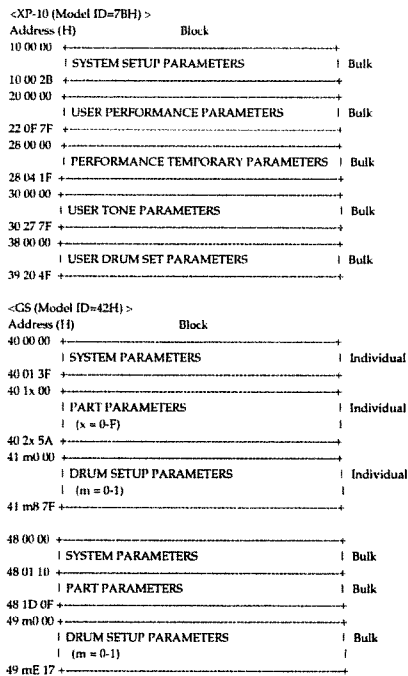 <XP-10 (Model ID=7BH) >
Address (H) Block
10 00 00 +------------------------------------------------+
| SYSTEM SETUP PARAMETERS | Bulk
10 00 2B +------------------------------------------------+
20 00 00 +------------------------------------------------+
| USER PERFORMANCE PARAMETERS | Bulk
22 0F 7F +------------------------------------------------+
28 00 00 +------------------------------------------------+
| PERFORMANCE TEMPORARY PARAMETERS | Bulk
28 04 1F +------------------------------------------------+
30 00 00 +------------------------------------------------+
| USER TONE PARAMETERS | Bulk
30 27 7F +------------------------------------------------+
38 00 00 +------------------------------------------------+
| USER DRUM SET PARAMETERS | Bulk
39 20 4F +------------------------------------------------+
<GS (Model ID=42H) >
Address (H) Block
40 00 00 +------------------------------------------------+
| SYSTEM PARAMETERS | Individual
40 01 3F +------------------------------------------------+
40 1x 00 +------------------------------------------------+
| PART PARAMETERS | Individual
| (x = 0-F) |
40 2x 5A +------------------------------------------------+
41 m0 00 +------------------------------------------------+
| DRUM SETUP PARAMETERS | Individual
| (m = 0-1) |
41 m8 7F +------------------------------------------------+
48 00 00 +------------------------------------------------+
| SYSTEM PARAMETERS | Bulk
48 01 10 +------------------------------------------------+
| PART PARAMETERS | Bulk
48 1D 0F +------------------------------------------------+
49 m0 00 +------------------------------------------------+
| DRUM SETUP PARAMETERS | Bulk
| (m = 0-1) |
49 mE 17 +------------------------------------------------+